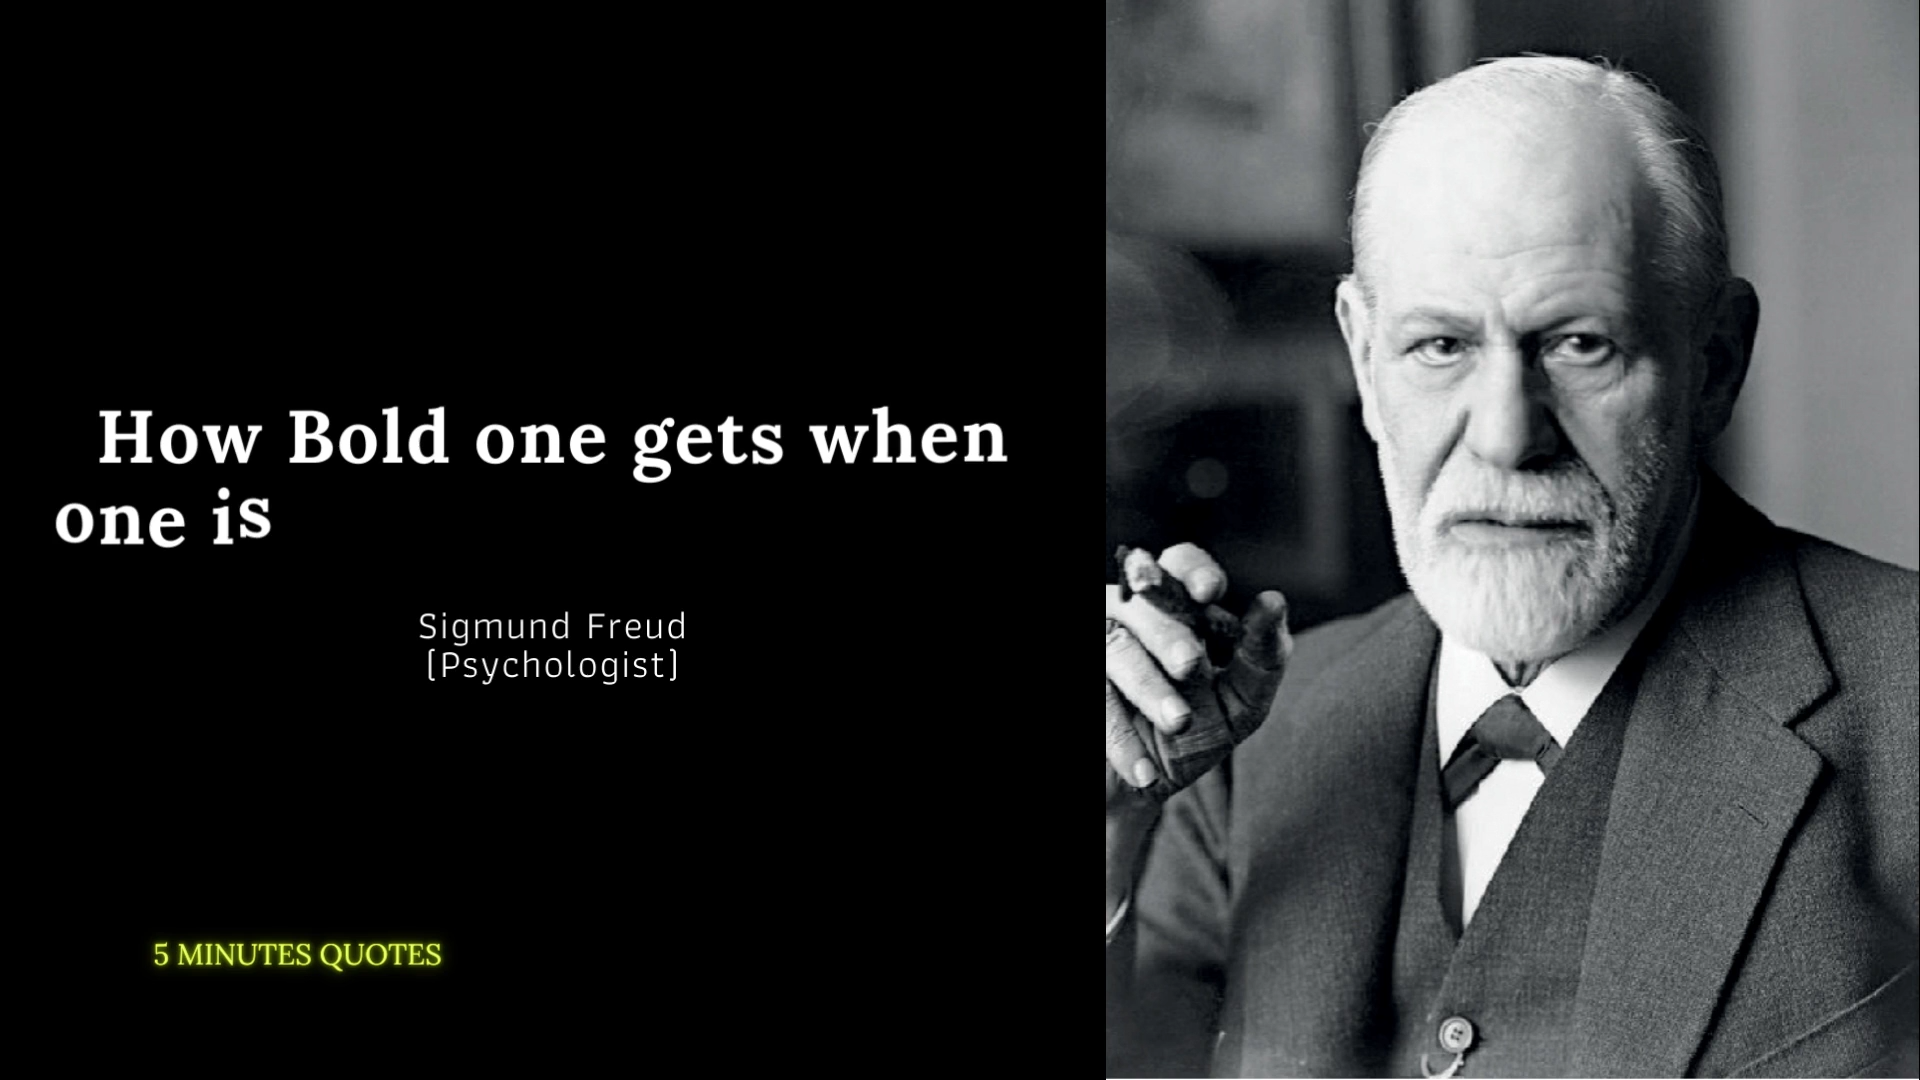 How Bold one gets when
one is
Sigmund Freud
[Psychologist]
5 MINUTES QUOTES